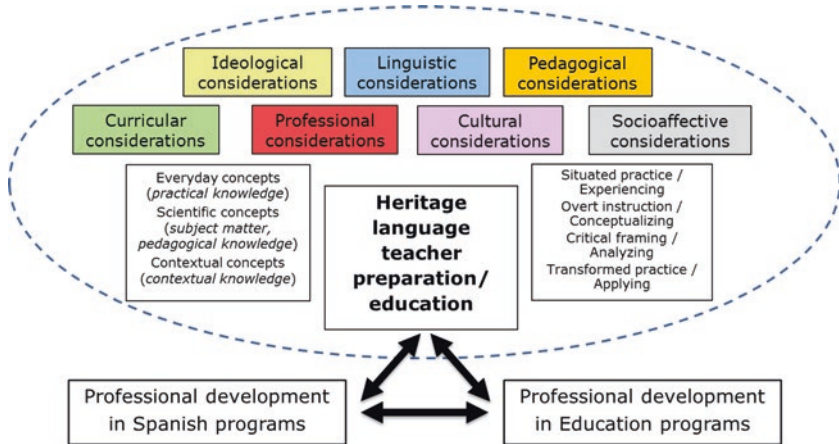 Ideological
considerations
Linguistic
considerations
Pedagogical
considerations
Curricular
considerations
Professional
considerations
Cultural
considerations
Socioaffective
considerations
Everyday concepts
(practical knowledge)
Scientific concepts
(subject matter,
pedagogical knowledge)
Contextual concepts
(contextual knowledge)
Heritage
language
teacher
preparation/
education
Situated practice /
Experiencing
Overt instruction /
Conceptualizing
Critical framing /
Analyzing
Transformed practice /
Applying
Professional development
in Spanish programs
Professional development
in Education programs